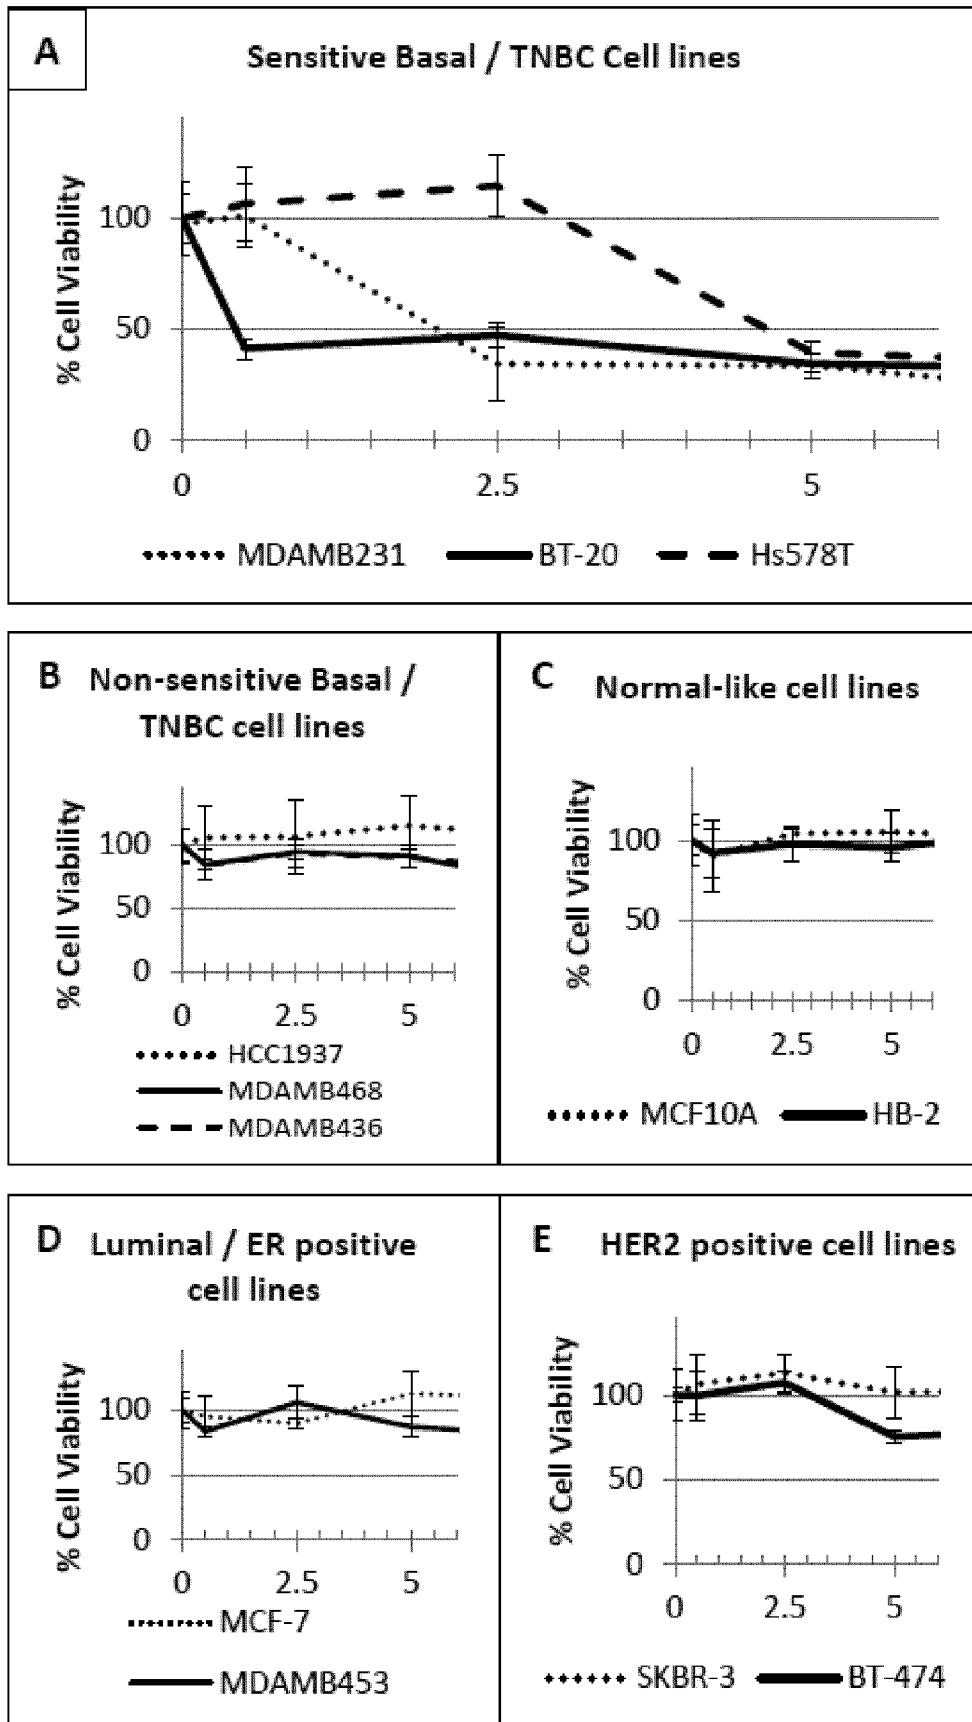 A
Sensitive Basal / TNBC Cell lines
% Cell Viability
100
50
0
0 2.5 5
MDAMB231 BT-20 Hs578T
B
Non-sensitive Basal /
TNBC cell lines
% Cell Viability
100
50
0
0 2.5 5
HCC1937
MDAMB468
MDAMB436
C
Normal-like cell lines
% Cell Viability
100
50
0
0 2.5 5
MCF10A HB-2
D
Luminal / ER positive
cell lines
% Cell Viability
100
50
0
0 2.5 5
MCF-7
MDAMB453
E
HER2 positive cell lines
% Cell Viability
100
50
0
0 2.5 5
SKBR-3 BT-474